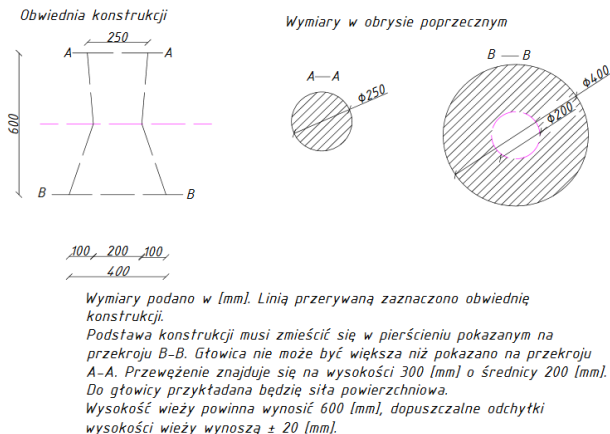 Obwiednia konstrukcji
Wymiary w obrysie poprzecznym
250
A
A
600
B
B
100
200
100
400
A
A
Φ250
B
B
Φ400
Φ200
Wymiary podano w [mm]. Linią przerywaną zaznaczono obwiednię
konstrukcji.
Podstawa konstrukcji musi zmieścić się w pierścieniu pokazanym na
przekroju B-B. Głowica nie może być większa niż pokazano na przekroju
A-A. Przewężenie znajduje się na wysokości 300 [mm] o średnicy 200 [mm].
Do głowicy przykładana będzie siła powierzchniowa.
Wysokość wieży powinna wynosić 600 [mm], dopuszczalne odchyłki
wysokości wieży wynoszą ± 20 [mm].